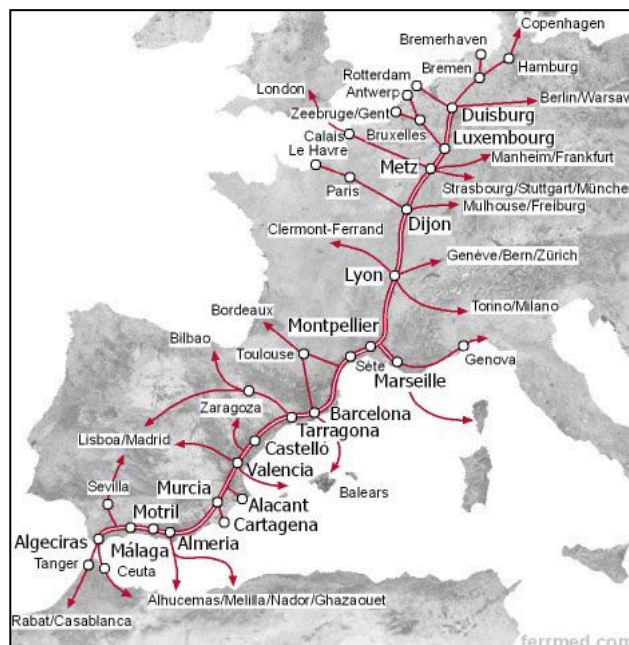 Copenhagen
Bremerhaven
Bremen
Hamburg
Rotterdam
London
Antwerp
Berlin/Warsaw
Zeebruge/Gent
Duisburg
Bruxelles
Calais
Luxembourg
Le Havre
Manheim/Frankfurt
Metz
Paris
Strasbourg/Stuttgart/München
Mulhouse/Freiburg
Dijon
Clermont-Ferrand
Genève/Bern/Zürich
Lyon
Bordeaux
Torino/Milano
Montpellier
Bilbao
Toulouse
Sète
Genova
Marseille
Zaragoza
Barcelona
Tarragona
Lisboa/Madrid
Castelló
Valencia
Sevilla
Murcia
Balears
Alacant
Motril
Cartagena
Algeciras
Málaga
Almeria
Tanger
Ceuta
Alhucemas/Melilla/Nador/Ghazaouet
Rabat/Casablanca
ferrmed.com